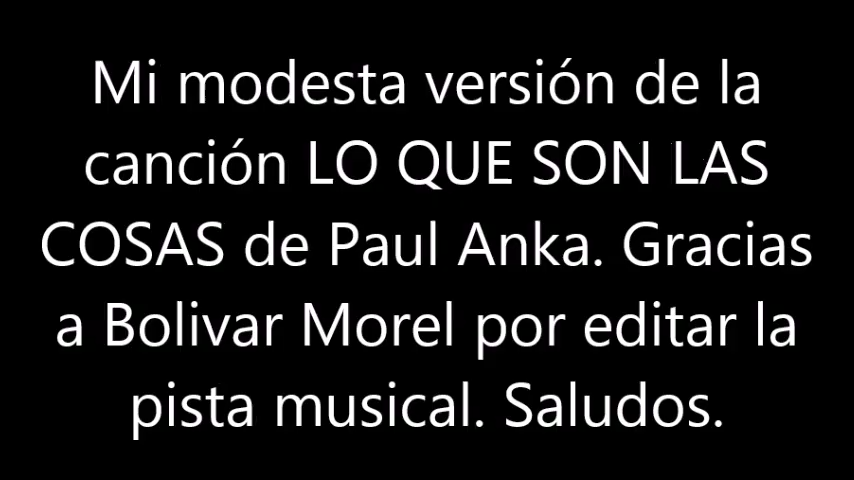 Mi modesta versión de la
canción LO QUE SON LAS
COSAS de Paul Anka. Gracias
a Bolivar Morel por editar la
pista musical. Saludos.